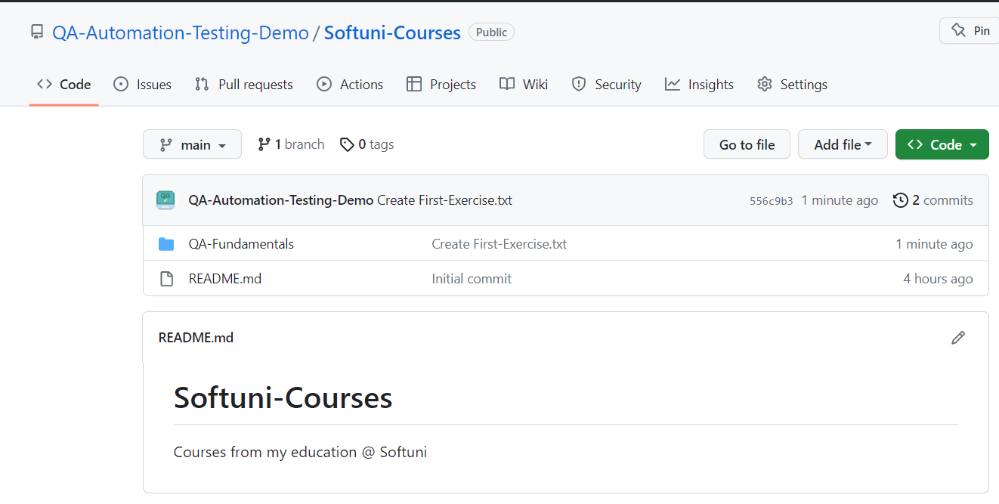 QA-Automation-Testing-Demo / Softuni-Courses Public Pin
Code Issues Pull requests Actions Projects Wiki Security Insights Settings
main 1 branch 0 tags Go to file Add file Code
QA-Automation-Testing-Demo Create First-Exercise.txt 556c9b3 1 minute ago 2 commits
QA-Fundamentals Create First-Exercise.txt 1 minute ago
README.md Initial commit 4 hours ago
README.md
Softuni-Courses
Courses from my education @ Softuni